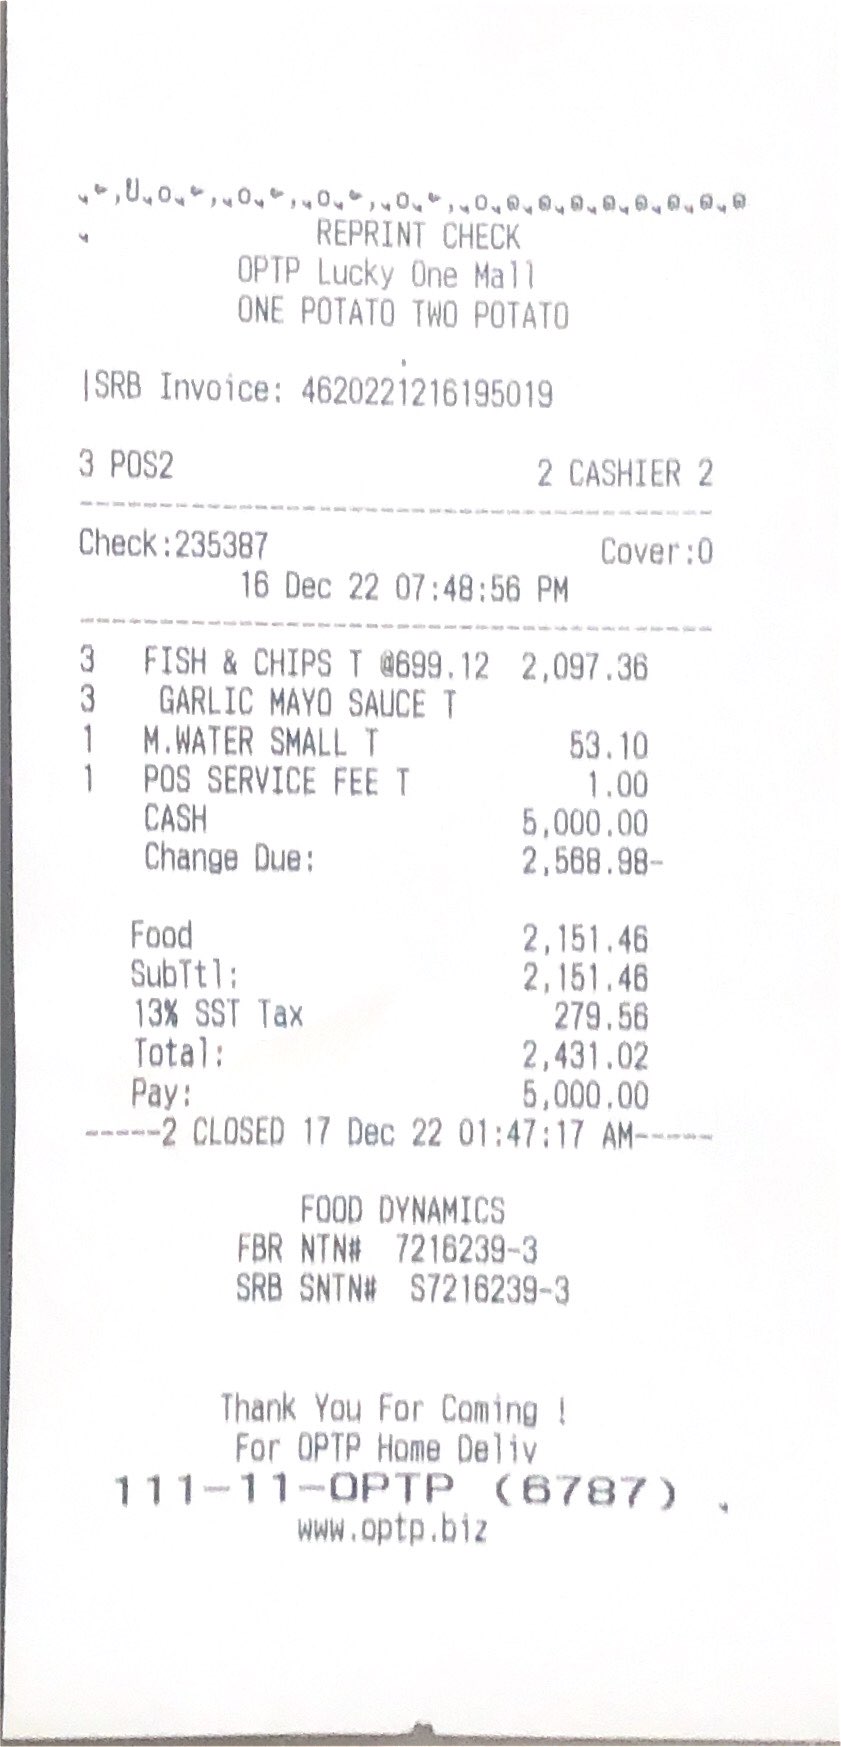 REPRINT CHECK
OPTP Lucky One Mall
ONE POTATO TWO POTATO
|SRB Invoice: 4620221216195019
3 POS2 2 CASHIER 2
Check:235387 Cover:0
16 Dec 22 07:48:56 PM
3 FISH & CHIPS T @699.12 2,097.36
3 GARLIC MAYO SAUCE T
1 M.WATER SMALL T 53.10
1 POS SERVICE FEE T 1.00
CASH 5,000.00
Change Due: 2,568.98-
Food 2,151.46
SubTtl: 2,151.46
13% SST Tax 279.56
Total: 2,431.02
Pay: 5,000.00
-----2 CLOSED 17 Dec 22 01:47:17 AM-----
FOOD DYNAMICS
FBR NTN# 7216239-3
SRB SNTN# S7216239-3
Thank You For Coming !
For OPTP Home Deliv
111-11-OPTP (6787) .
www.optp.biz